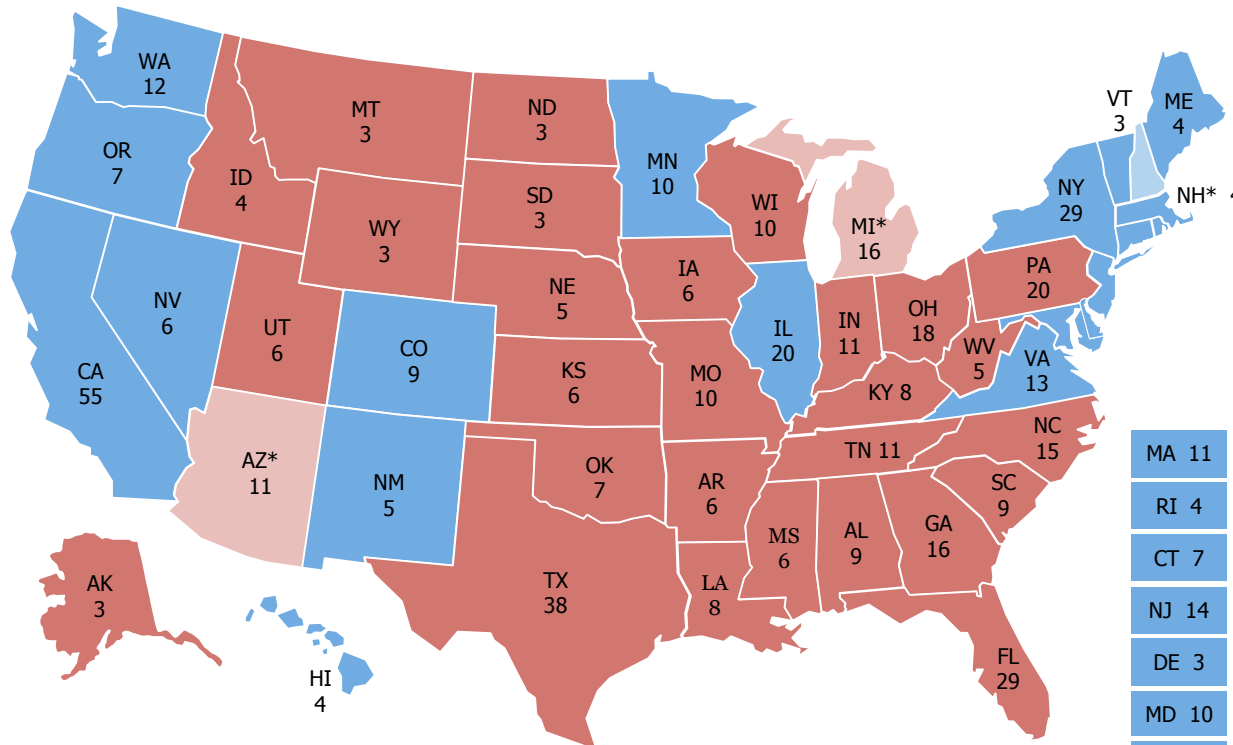 WA
12
OR
7
CA
55
NV
6
ID
4
MT
3
WY
3
UT
6
AZ*
11
CO
9
NM
5
ND
3
SD
3
NE
5
KS
6
OK
7
TX
38
MN
10
IA
6
MO
10
AR
6
LA
8
WI
10
IL
20
MI*
16
IN
11
OH
18
KY 8
TN 11
MS
6
AL
9
GA
16
FL
29
SC
9
NC
15
WV
5
VA
13
PA
20
NY
29
VT
3
ME
4
NH*
AK
3
HI
4
MA 11
RI 4
CT 7
NJ 14
DE 3
MD 10